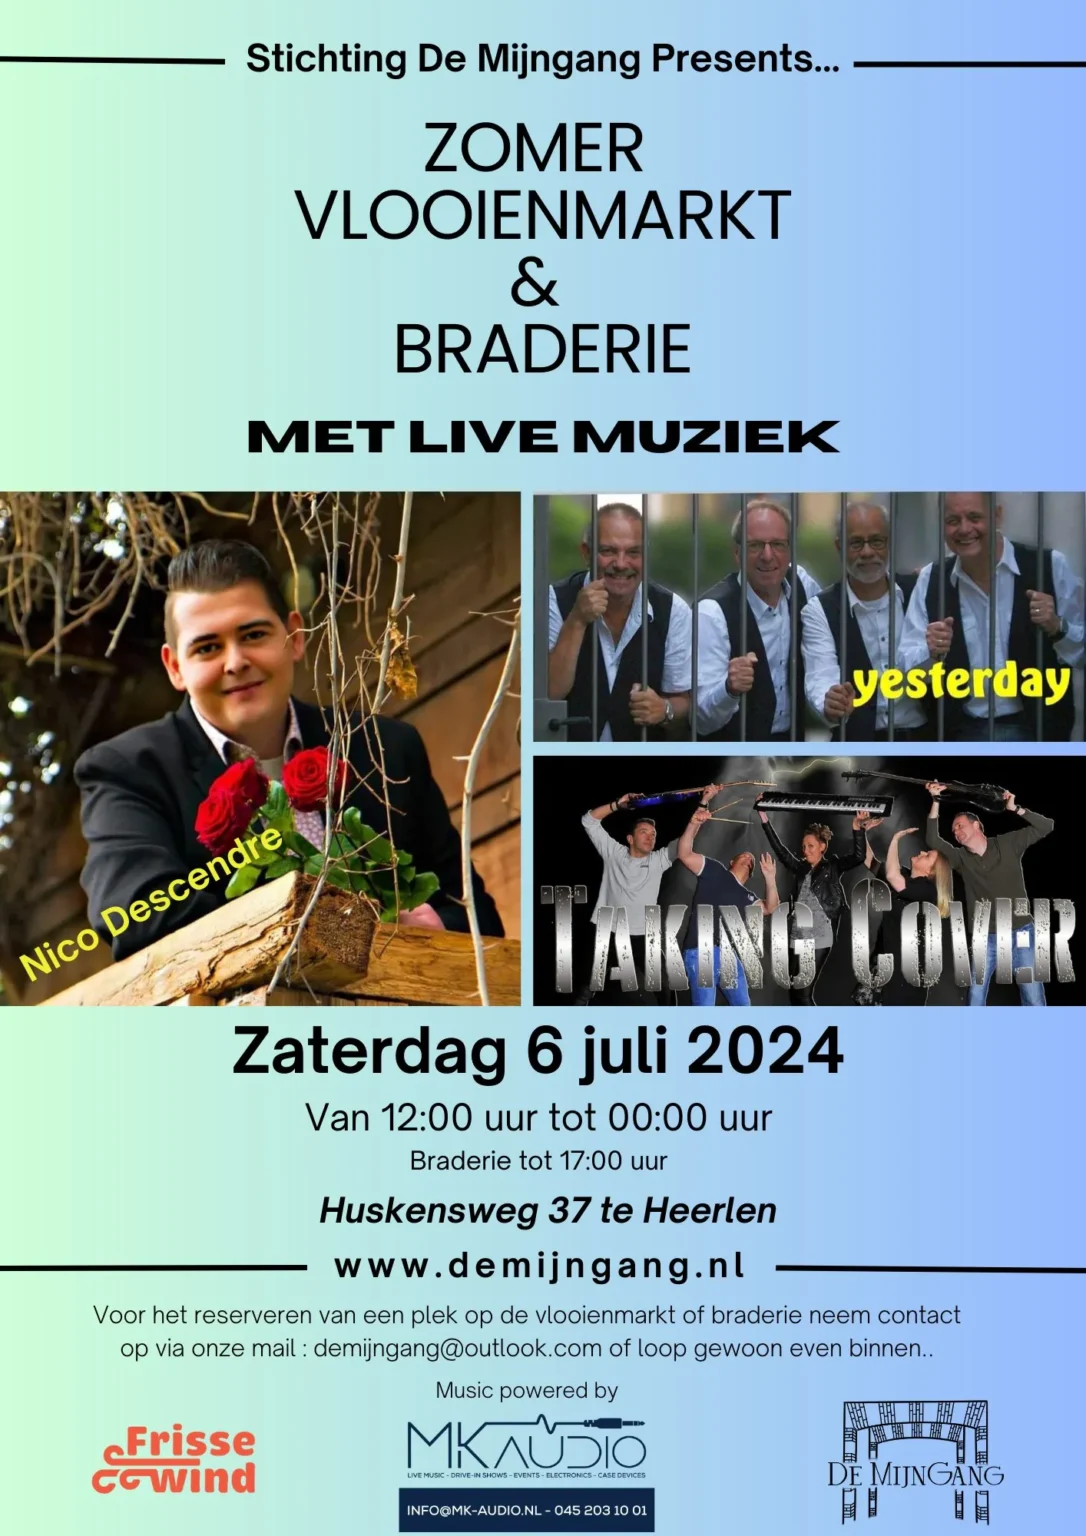 Stichting De Mijngang Presents...
ZOMER
VLOOIENMARKT
&
BRADERIE
MET LIVE MUZIEK
Nico Descendre
yesterday
TAKING COVER
Zaterdag 6 juli 2024
Van 12:00 uur tot 00:00 uur
Braderie tot 17:00 uur
Huskensweg 37 te Heerlen
www.demijngang.nl
Voor het reserveren van een plek op de vlooienmarkt of braderie neem contact
op via onze mail : demijngang@outlook.com of loop gewoon even binnen..
Music powered by
Frisse
wind
MK AUDIO
LIVE MUSIC - DRIVE-IN SHOWS - EVENTS - ELECTRONICS - CASE DEVICES
INFO@MK-AUDIO.NL - 045 203 10 01
DE MIJNGANG